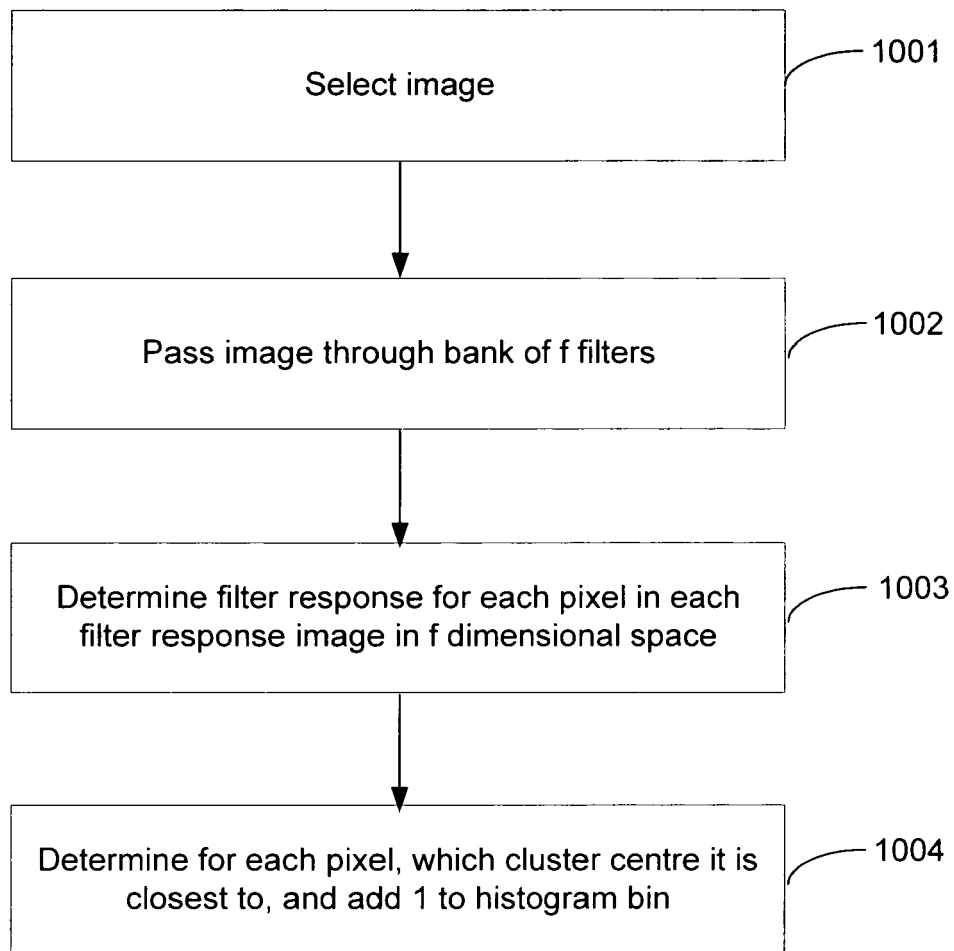 Select image
1001
Pass image through bank of f filters
1002
Determine filter response for each pixel in each
filter response image in f dimensional space
1003
Determine for each pixel, which cluster centre it is
closest to, and add 1 to histogram bin
1004